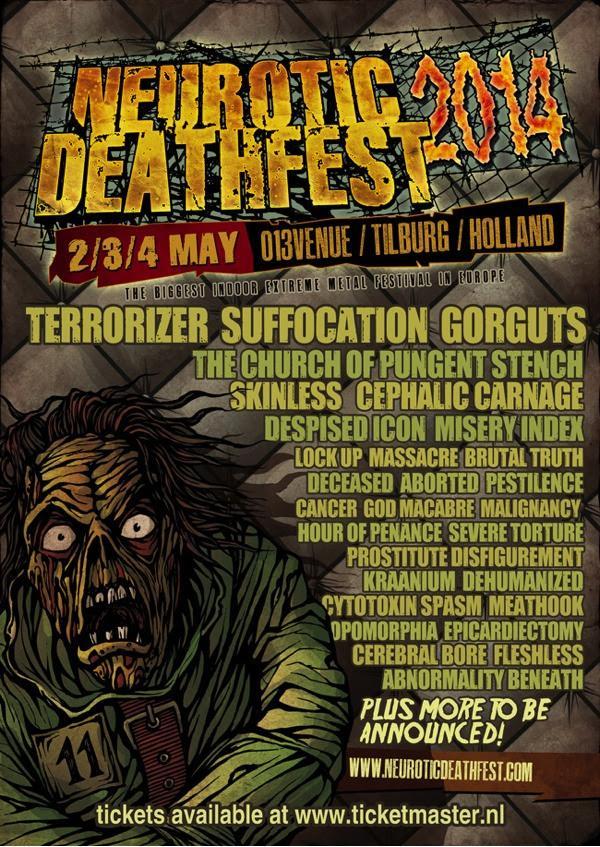 NEUROTIC
DEATHFEST 2014
2/3/4 MAY 013VENUE / TILBURG / HOLLAND
THE BIGGEST INDOOR EXTREME METAL FESTIVAL IN EUROPE
TERRORIZER SUFFOCATION GORGUTS
THE CHURCH OF PUNGENT STENCH
SKINLESS CEPHALIC CARNAGE
DESPISED ICON MISERY INDEX
LOCK UP MASSACRE BRUTAL TRUTH
DECEASED ABORTED PESTILENCE
CANCER GOD MACABRE MALIGNANCY
HOUR OF PENANCE SEVERE TORTURE
PROSTITUTE DISFIGUREMENT
KRAANIUM DEHUMANIZED
CYTOTOXIN SPASM MEATHOOK
OPOMORPHIA EPICARDIECTOMY
CEREBRAL BORE FLESHLESS
ABNORMALITY BENEATH
PLUS MORE TO BE
ANNOUNCED!
11
WWW.NEUROTICDEATHFEST.COM
tickets available at www.ticketmaster.nl